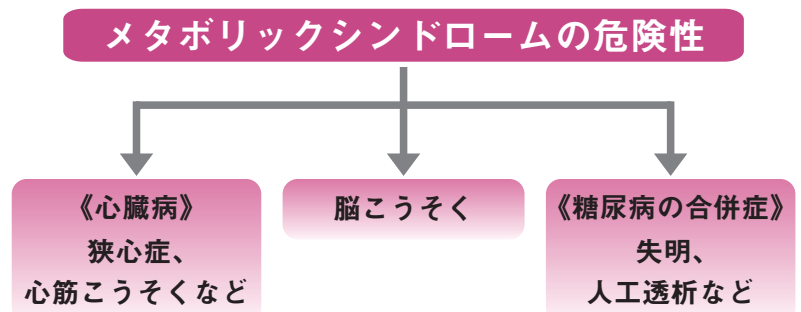 メタボリックシンドロームの危険性
《心臓病》
狭心症、
心筋こうそくなど
脳こうそく
《糖尿病の合併症》
失明、
人工透析など